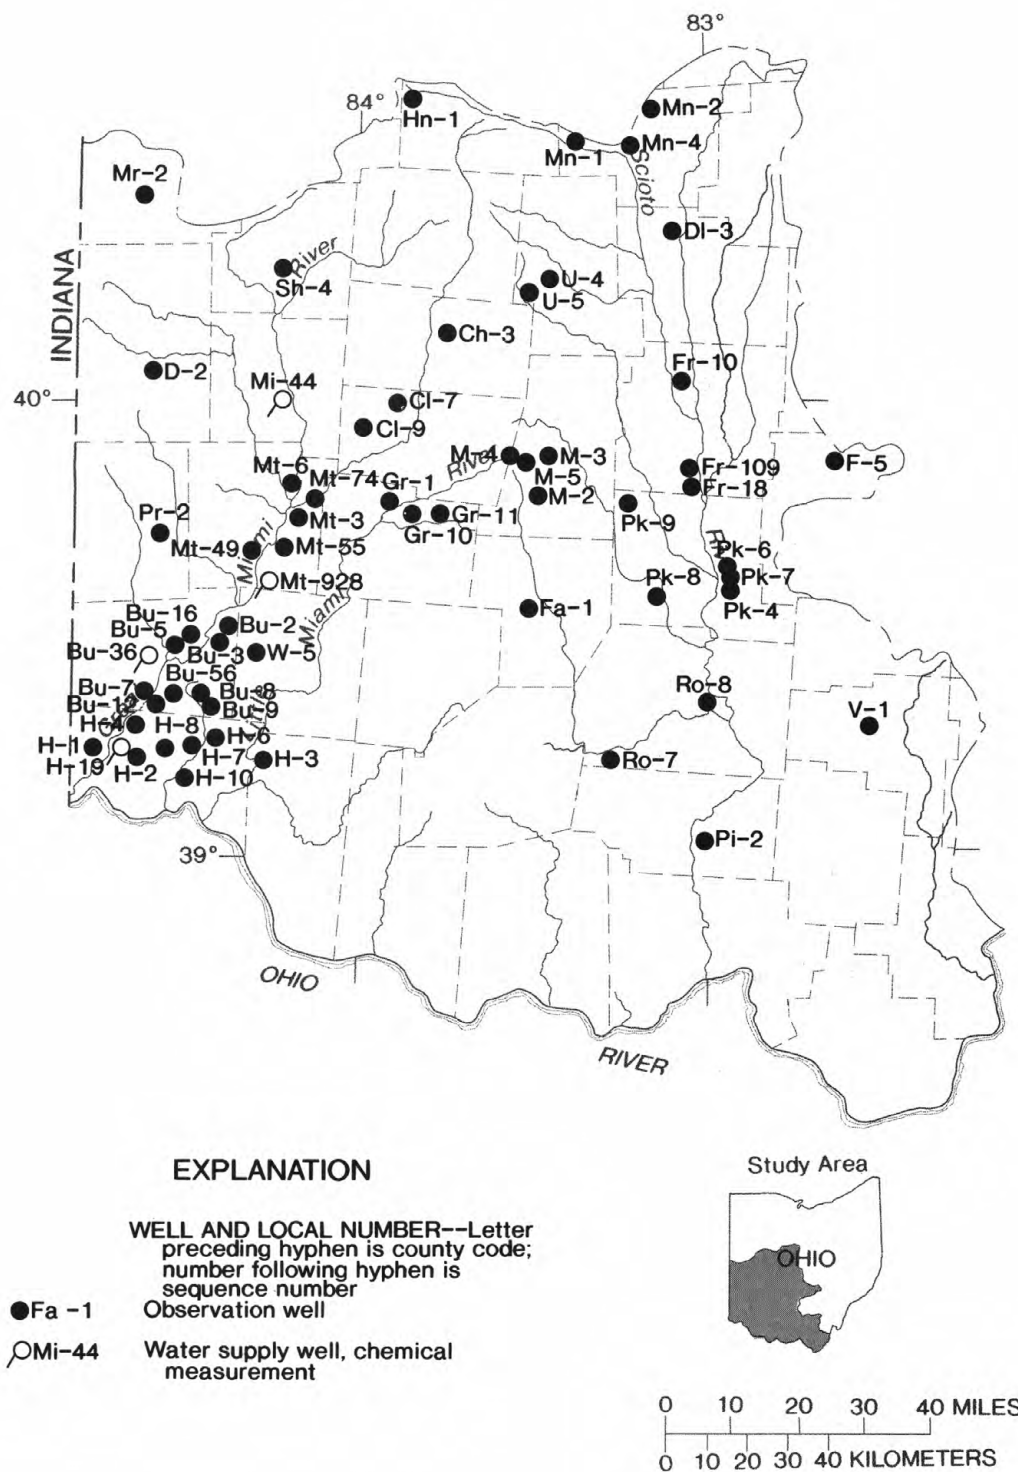 83°
84°
Hn-1
Mn-2
Mn-1
Mn-4
Scioto
Mr-2
Dl-3
INDIANA
River
Sh-4
U-4
U-5
Ch-3
D-2
Mi-44
Fr-10
40°
Cl-7
Cl-9
M-4
River
M-3
M-5
M-2
F-5
Mt-6
Mt-74
Gr-1
Fr-109
Fr-18
Pr-2
Mt-3
Gr-11
Gr-10
Pk-9
Mt-49
Miami
Mt-55
Pk-6
Pk-7
Pk-8
Pk-4
Mt-928
Miami
Fa-1
Bu-16
Bu-5
Bu-2
Bu-36
Bu-3
W-5
Bu-56
Bu-7
Bu-8
Bu-12
Bu-9
Ro-8
V-1
H-4
H-8
H-6
H-1
H-19
H-2
H-7
H-3
H-10
Ro-7
Pi-2
39°
OHIO
RIVER
EXPLANATION
WELL AND LOCAL NUMBER--Letter
preceding hyphen is county code;
number following hyphen is
sequence number
Fa -1 Observation well
Mi-44 Water supply well, chemical
measurement
Study Area
OHIO
0 10 20 30 40 MILES
0 10 20 30 40 KILOMETERS